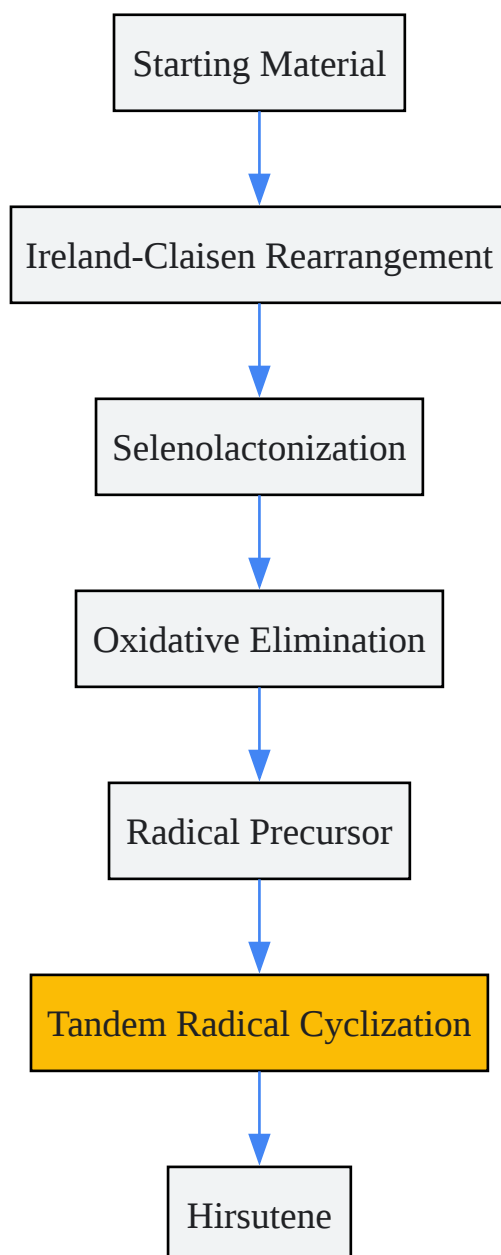 Starting Material
Ireland-Claisen Rearrangement
Selenolactonization
Oxidative Elimination
Radical Precursor
Tandem Radical Cyclization
Hirsutene